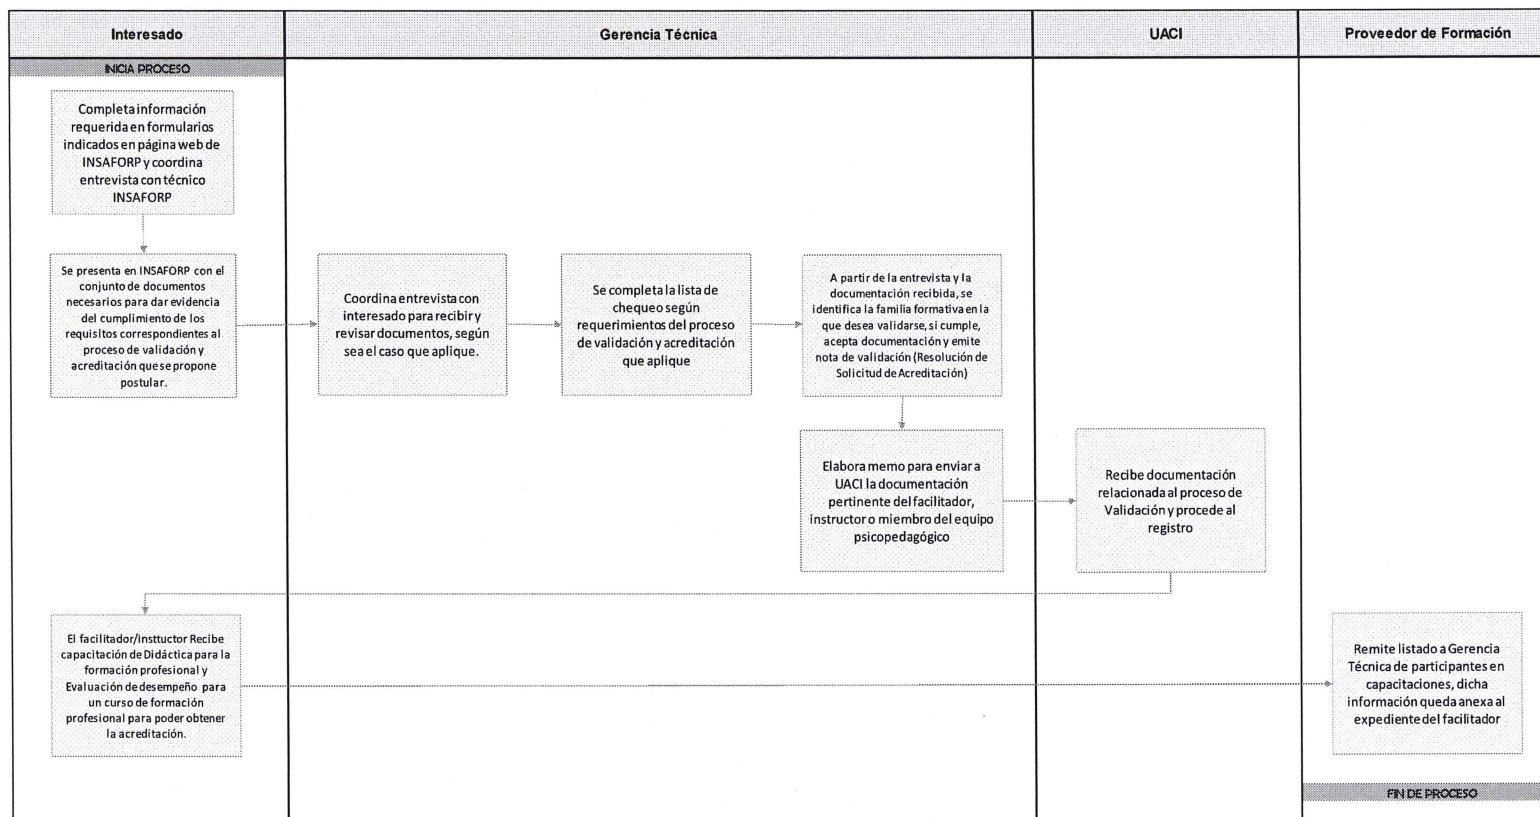 Interesado
Gerencia Técnica
UACI
Proveedor de Formación
INICIA PROCESO
Completa información
requerida en formularios
indicados en página web de
INSAFORP y coordina
entrevista con técnico
INSAFORP
Se presenta en INSAFORP con el
conjunto de documentos
necesarios para dar evidencia
del cumplimiento de los
requisitos correspondientes al
proceso de validación y
acreditación que se propone
postular.
Coordina entrevista con
interesado para recibir y
revisar documentos, según
sea el caso que aplique.
Se completa la lista de
chequeo según
requerimientos del proceso
de validación y acreditación
que aplique
A partir de la entrevista y la
documentación recibida, se
identifica la familia formativa en la
que desea validarse, si cumple,
acepta documentación y emite
nota de validación (Resolución de
Solicitud de Acreditación)
Elabora memo para enviar a
UACI la documentación
pertinente del facilitador,
instructor o miembro del equipo
psicopedagógico
Recibe documentación
relacionada al proceso de
Validación y procede al
registro
El facilitador/Insttuctor Recibe
capacitación de Didáctica para la
formación profesional y
Evaluación de desempeño para
un curso de formación
profesional para poder obtener
la acreditación.
Remite listado a Gerencia
Técnica de participantes en
capacitaciones, dicha
información queda anexa al
expediente del facilitador
FIN DE PROCESO